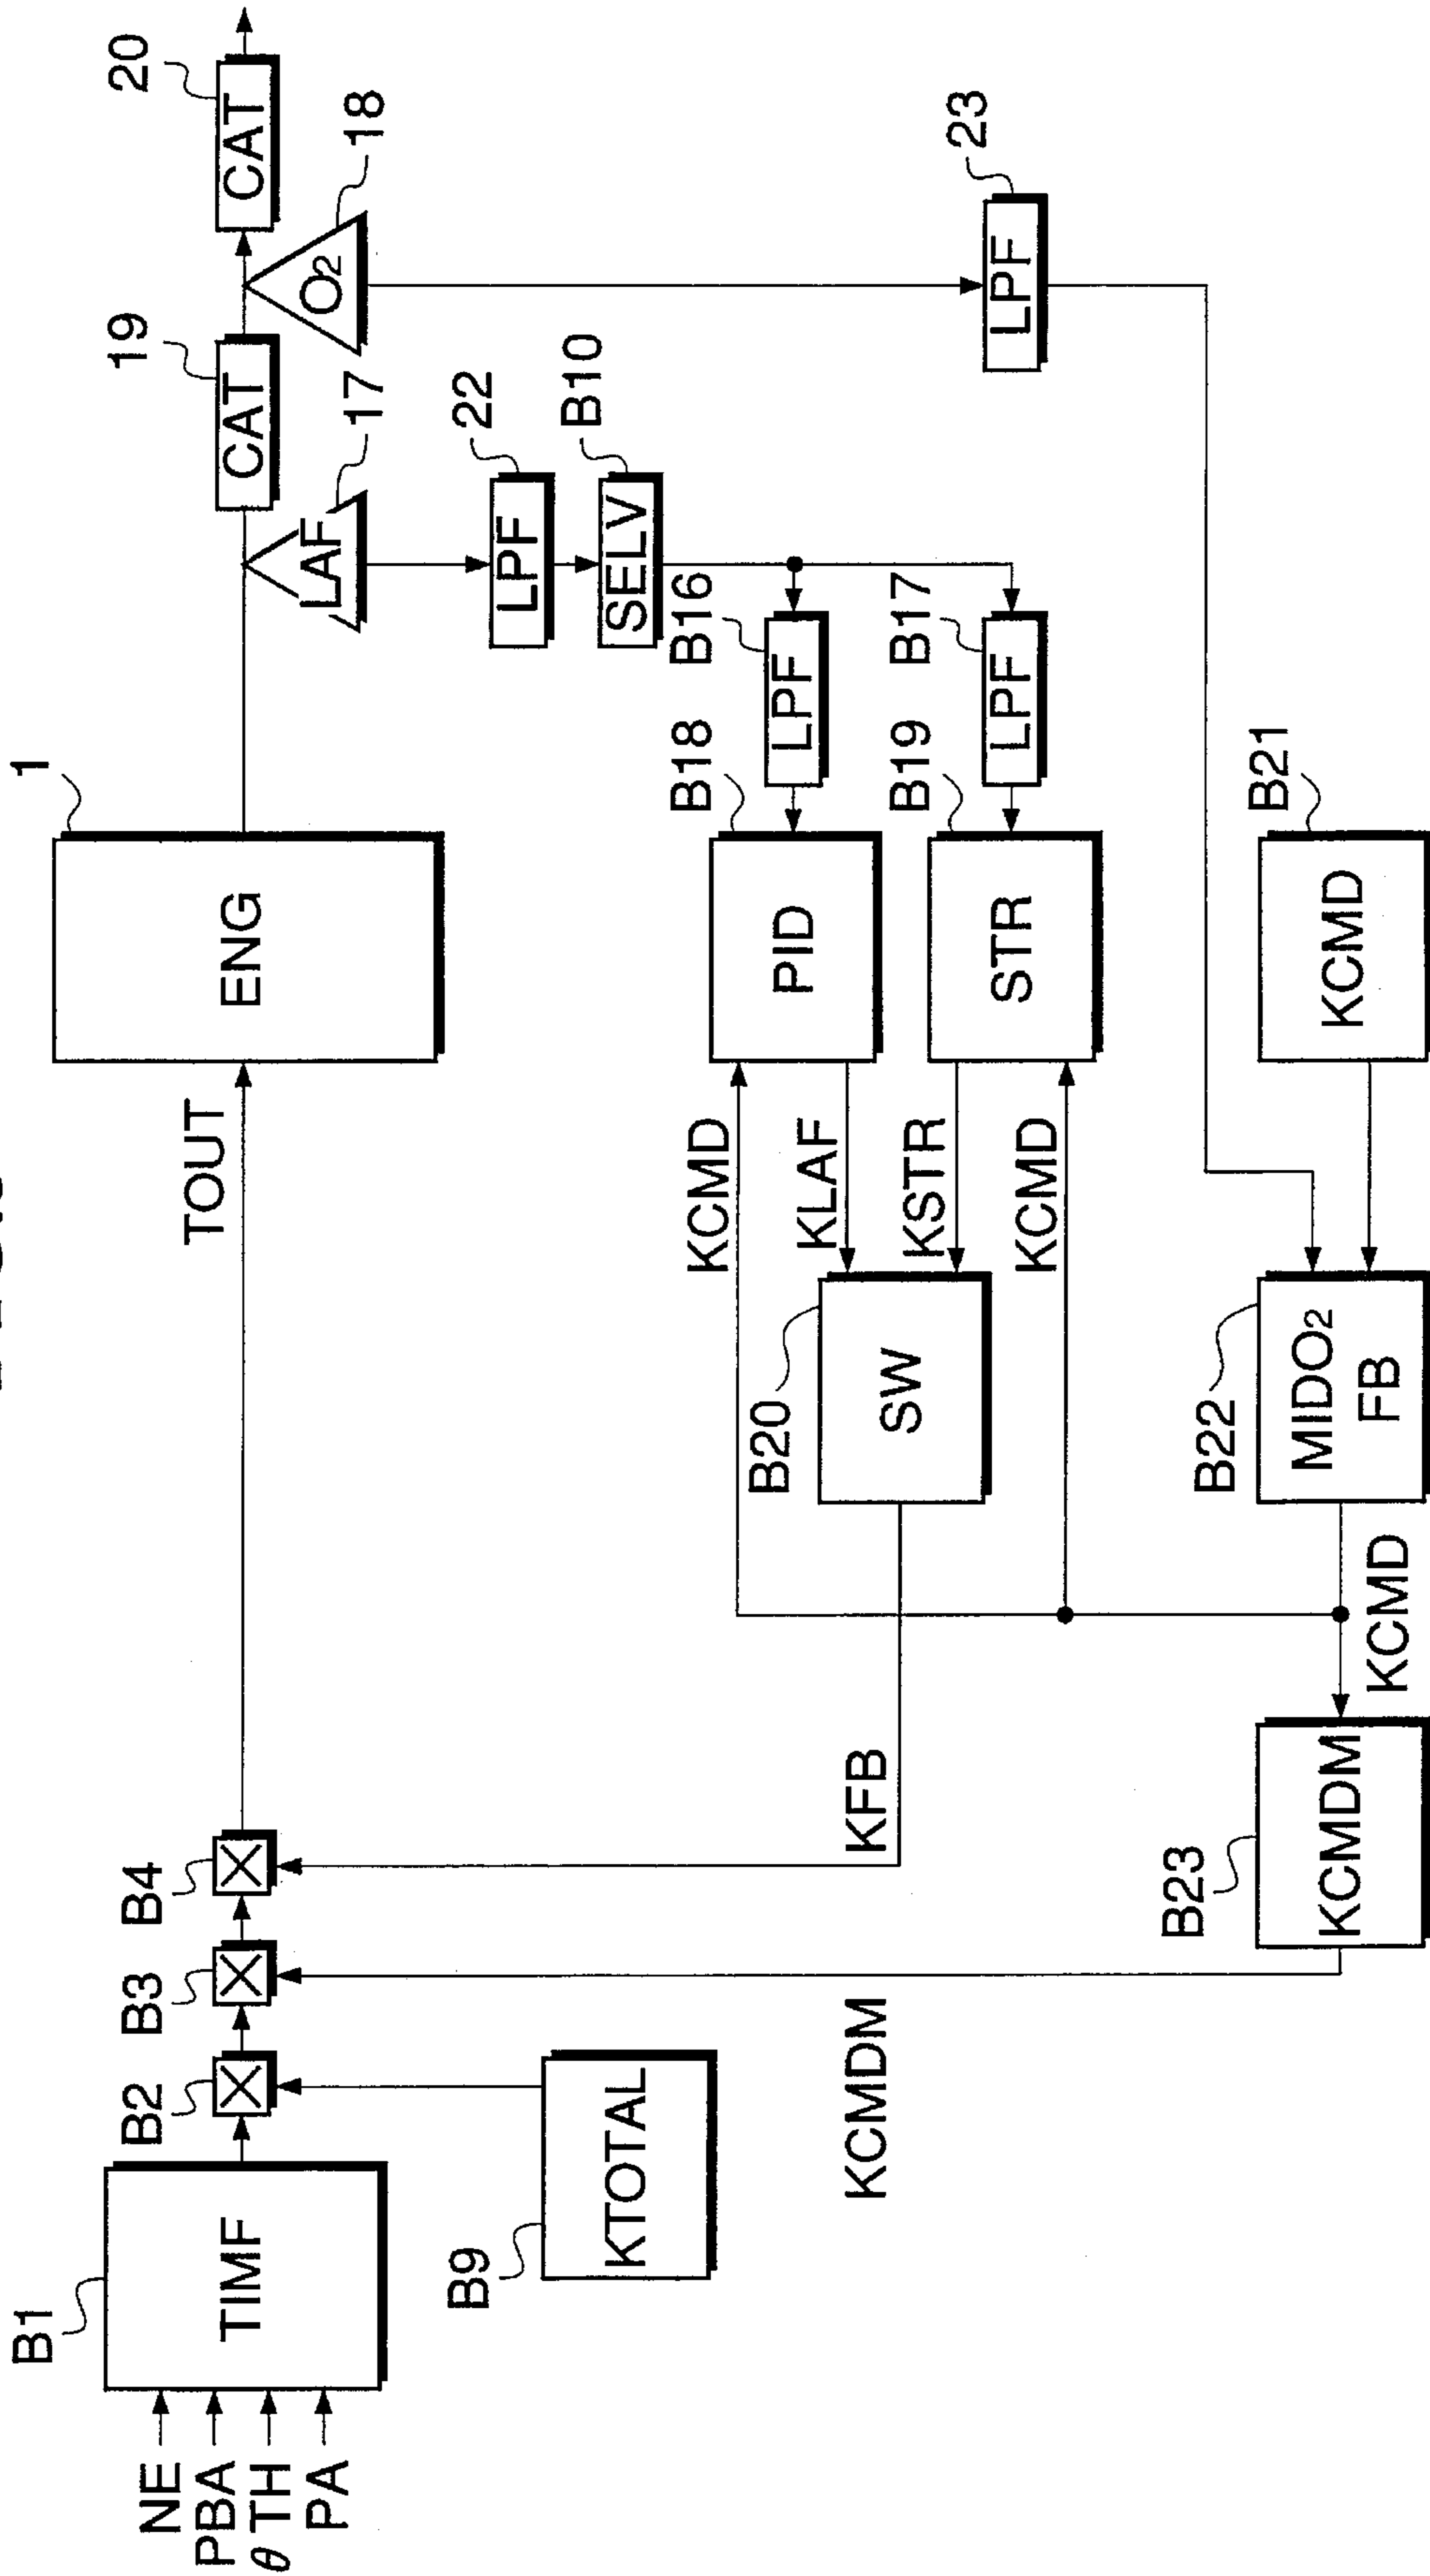 1
20
19
CAT
CAT
ENG
TOUT
B4
B3
B2
B1
TIMF
NE
PBA
θ TH
PA
LAF
17
O2
18
22
LPF
B10
SELV
B9
KTOTAL
B16
LPF
B18
PID
KCMD
KLAF
B20
SW
KFB
KCMDM
B17
LPF
B19
STR
KSTR
KCMD
23
LPF
B21
KCMD
B22
MIDO2
FB
KCMD
B23
KCMDM